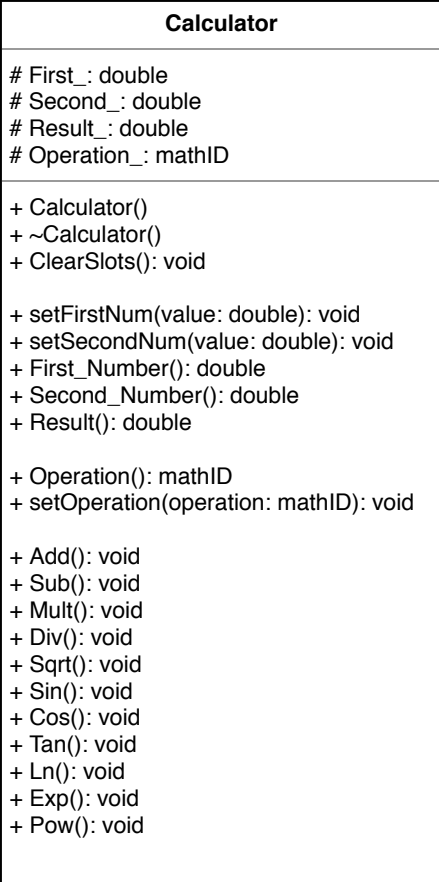 Calculator
# First_: double
# Second_: double
# Result_: double
# Operation_: mathID
+ Calculator()
+ ~Calculator()
+ ClearSlots(): void
+ setFirstNum(value: double): void
+ setSecondNum(value: double): void
+ First_Number(): double
+ Second_Number(): double
+ Result(): double
+ Operation(): mathID
+ setOperation(operation: mathID): void
+ Add(): void
+ Sub(): void
+ Mult(): void
+ Div(): void
+ Sqrt(): void
+ Sin(): void
+ Cos(): void
+ Tan(): void
+ Ln(): void
+ Exp(): void
+ Pow(): void